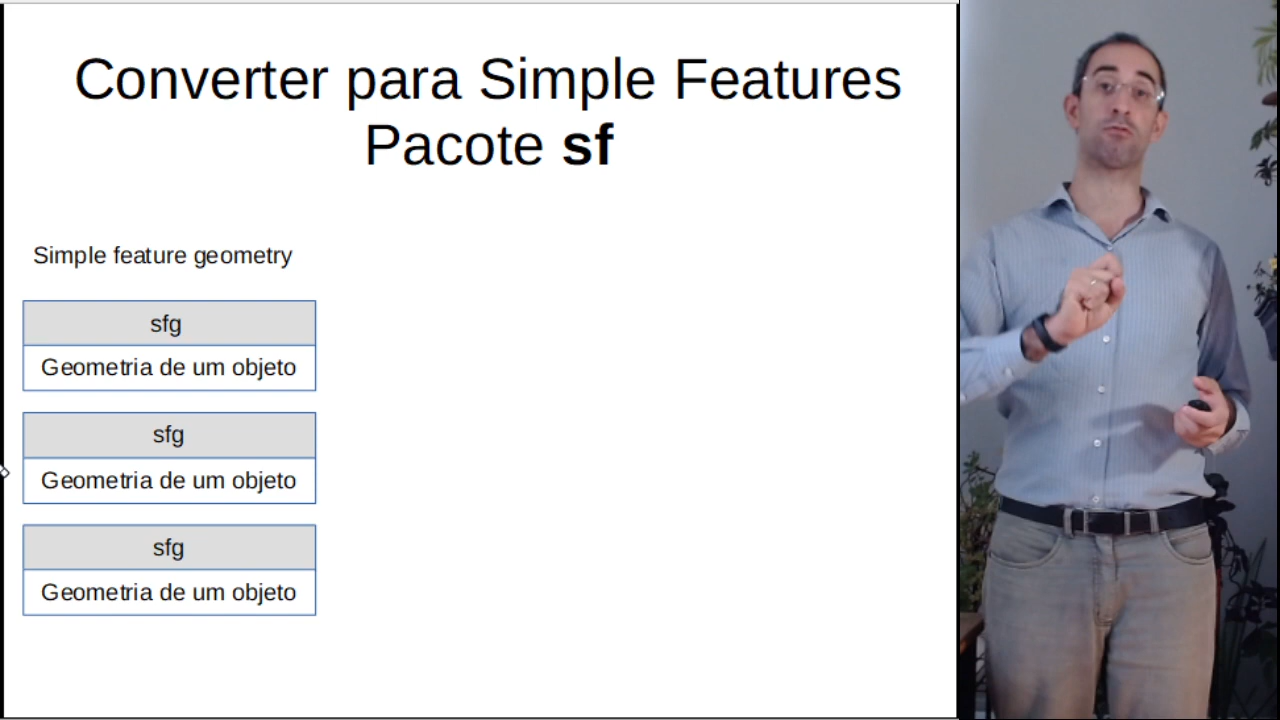 Converter para Simple Features
Pacote sf
Simple feature geometry
sfg
Geometria de um objeto
sfg
Geometria de um objeto
sfg
Geometria de um objeto